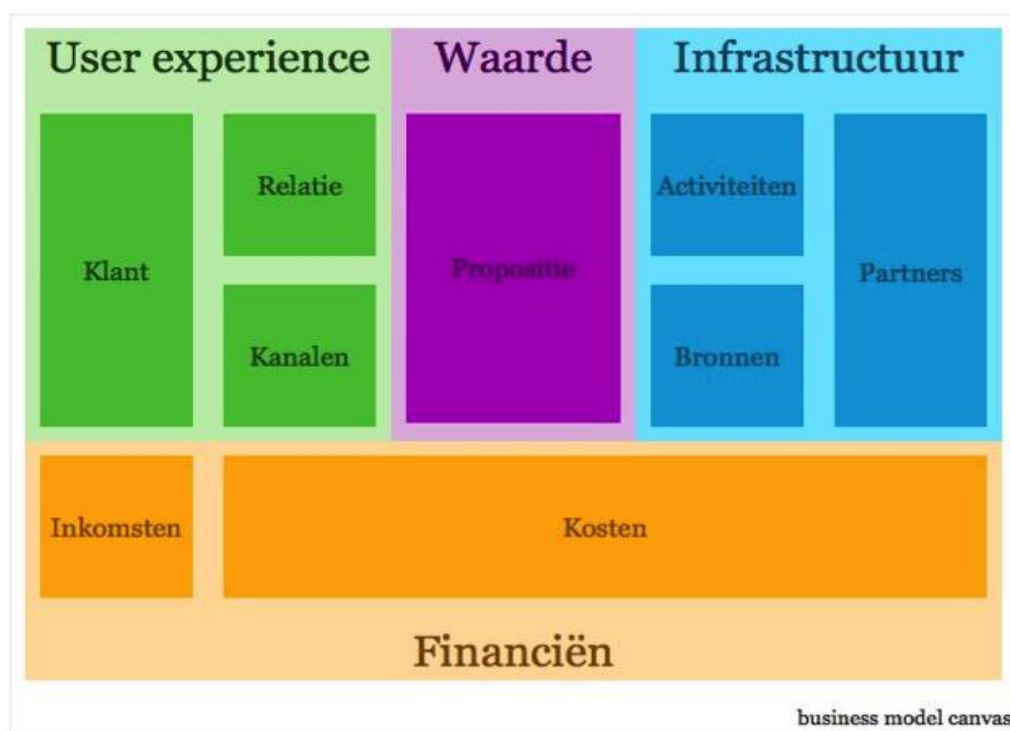 User experience
Waarde
Infrastructuur
Klant
Relatie
Kanalen
Propositie
Activiteiten
Bronnen
Partners
Inkomsten
Kosten
Financiën
business model canvas